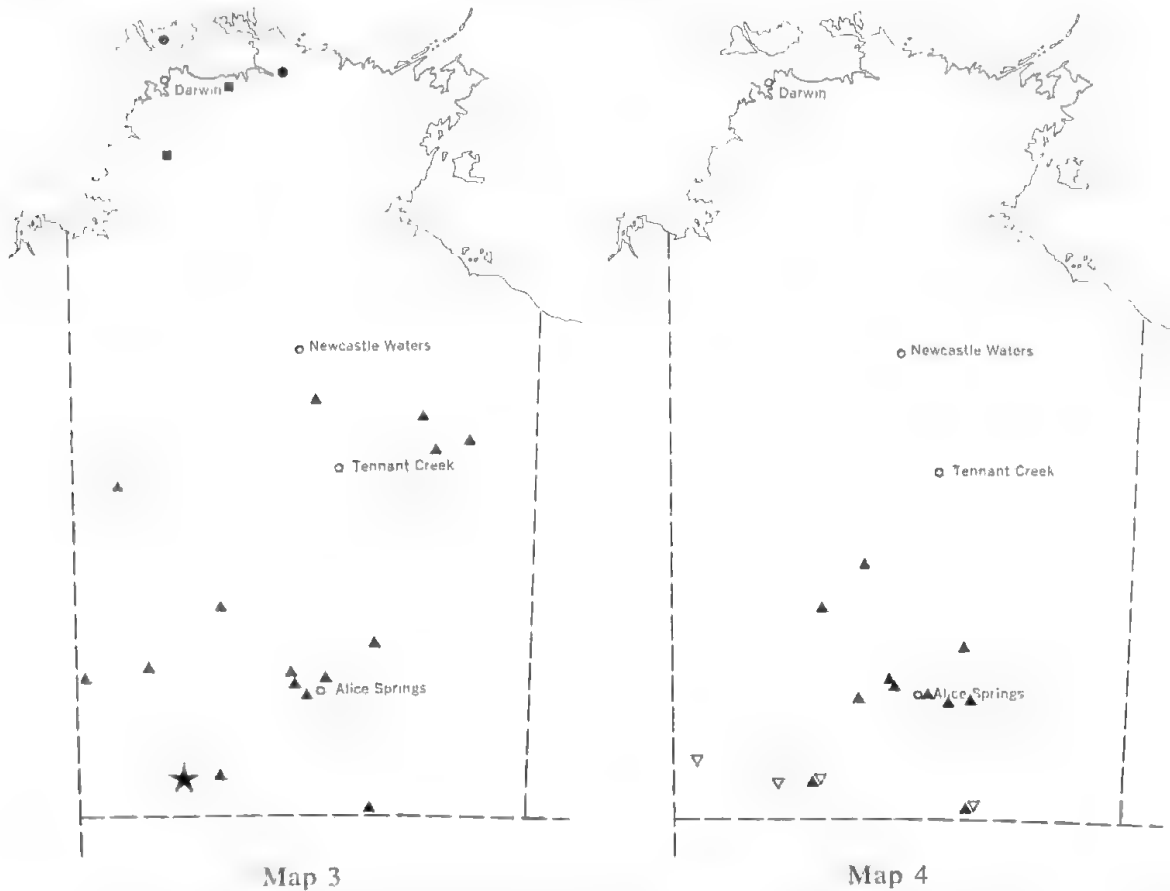 Darwin
Newcastle Waters
Tennant Creek
Alice Springs
Map 3
Darwin
Newcastle Waters
Tennant Creek
Alice Springs
Map 4